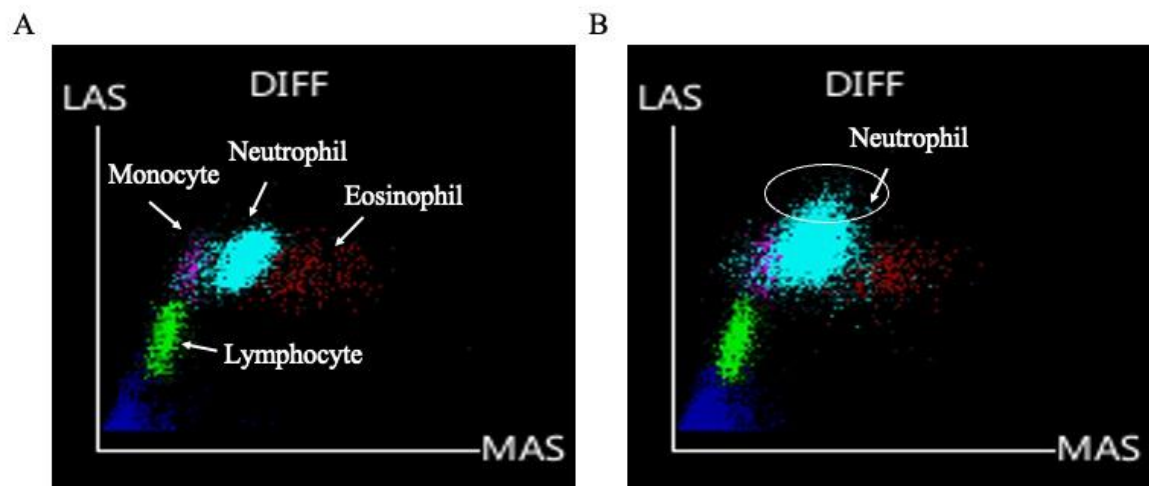 A
LAS
DIFF
Monocyte
Neutrophil
Eosinophil
Lymphocyte
MAS
B
LAS
DIFF
Neutrophil
MAS